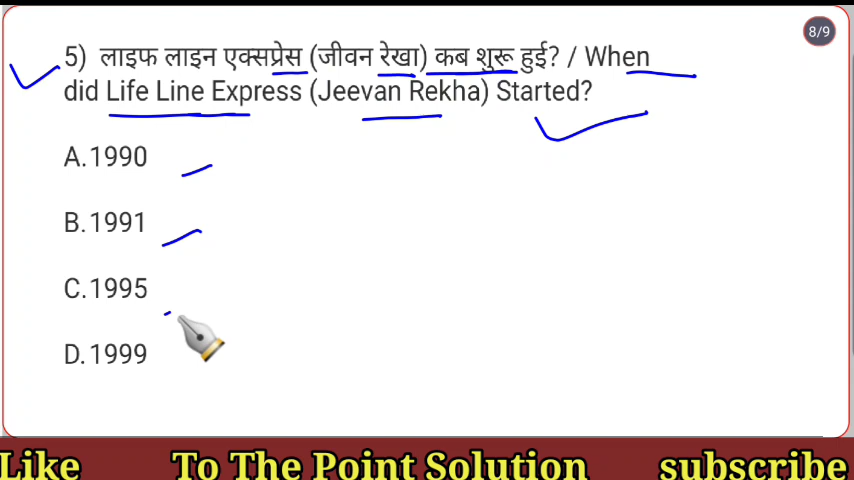 8/9
5) लाइफ लाइन एक्सप्रेस (जीवन रेखा) कब शुरू हुई? / When
did Life Line Express (Jeevan Rekha) Started?
A.1990
B.1991
C.1995
D.1999
Like To The Point Solution subscribe